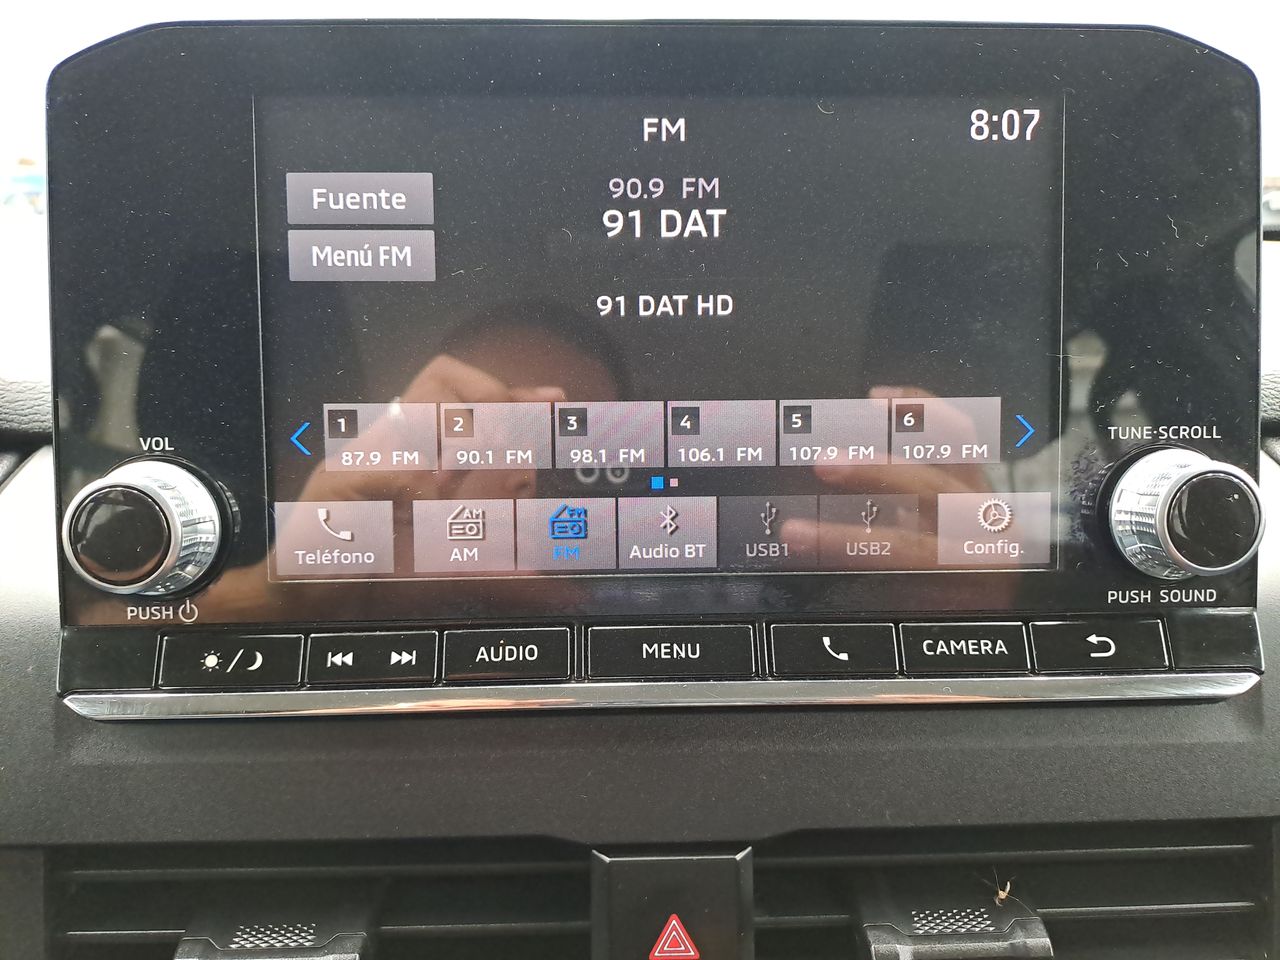 FM
8:07
Fuente
90.9 FM
91 DAT
Menú FM
91 DAT HD
VOL
TUNE·SCROLL
1
87.9 FM
2
90.1 FM
3
98.1 FM
4
106.1 FM
5
107.9 FM
6
107.9 FM
Teléfono
AM
AM
FM
FM
Audio BT
USB1
USB2
Config.
PUSH
PUSH SOUND
AUDIO
MENU
CAMERA